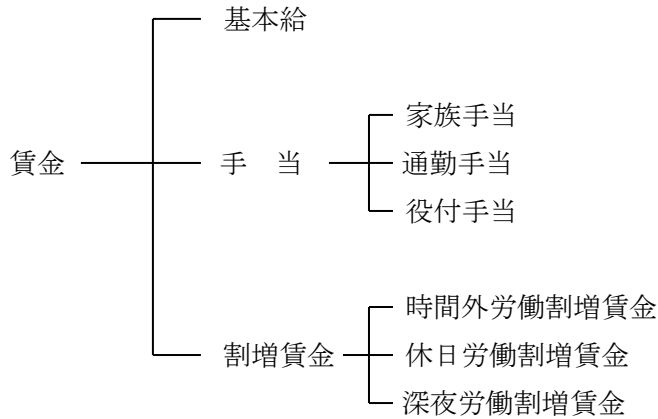 基本給
家族手当
賃金 手　当 通勤手当
役付手当
時間外労働割増賃金
割増賃金 休日労働割増賃金
深夜労働割増賃金